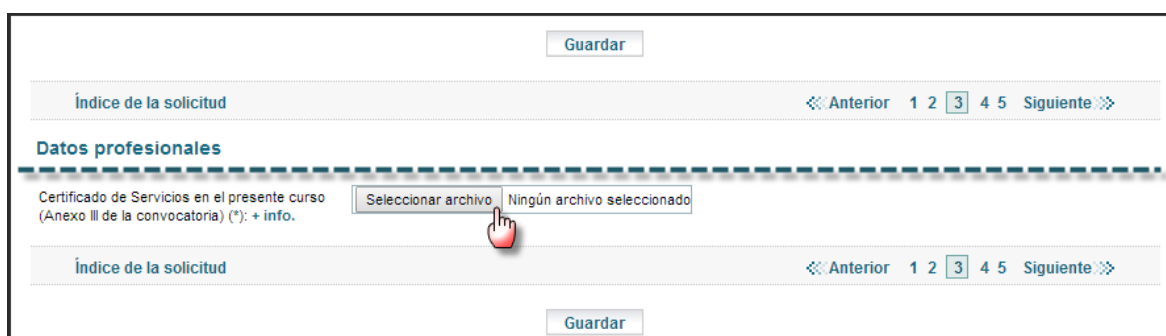 Guardar
Índice de la solicitud
Anterior 1 2 3 4 5 Siguiente
Datos profesionales
Certificado de Servicios en el presente curso
(Anexo III de la convocatoria) (*): + info.
Seleccionar archivo Ningún archivo seleccionado
Índice de la solicitud
Anterior 1 2 3 4 5 Siguiente
Guardar